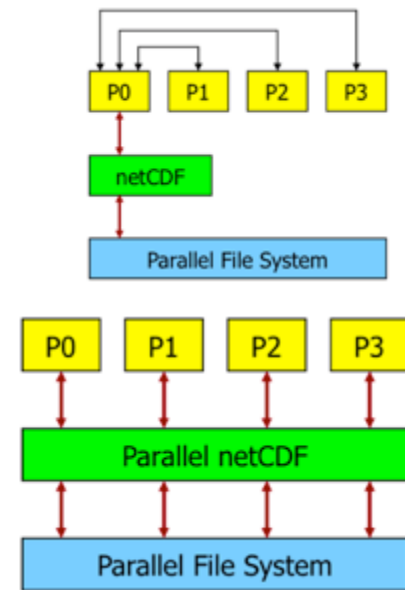 P0 P1 P2 P3
netCDF
Parallel File System
P0 P1 P2 P3
Parallel netCDF
Parallel File System